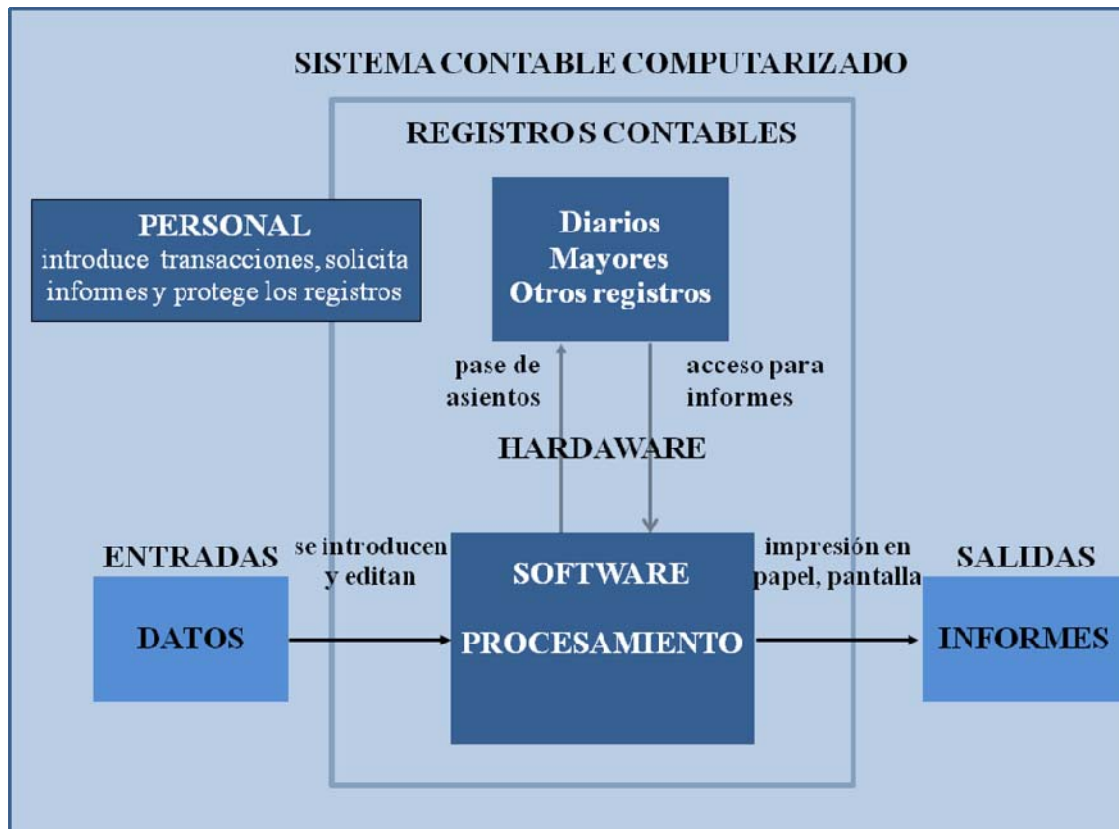 SISTEMA CONTABLE COMPUTARIZADO
REGISTROS CONTABLES
PERSONAL
introduce transacciones, solicita
informes y protege los registros
Diarios
Mayores
Otros registros
pase de
asientos
acceso para
informes
HARDAWARE
ENTRADAS
se introducen
y editan
DATOS
SOFTWARE
PROCESAMIENTO
impresión en
papel, pantalla
SALIDAS
INFORMES